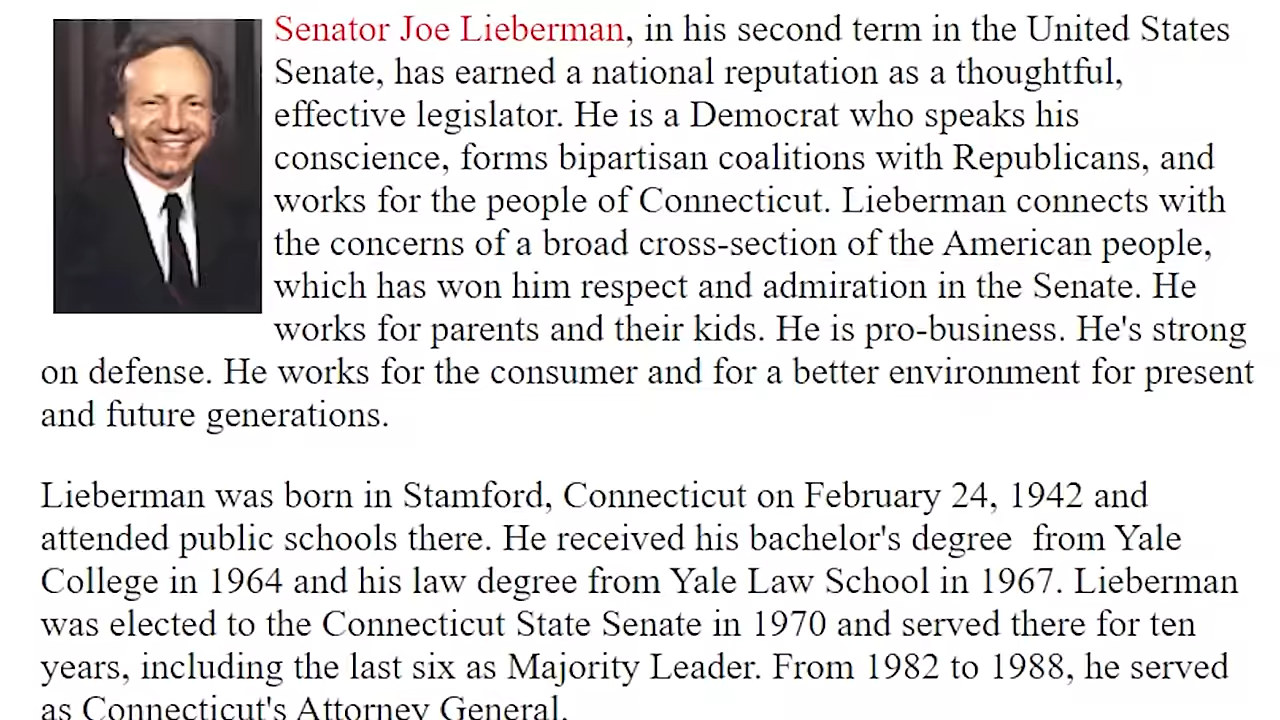 Senator Joe Lieberman, in his second term in the United States
Senate, has earned a national reputation as a thoughtful,
effective legislator. He is a Democrat who speaks his
conscience, forms bipartisan coalitions with Republicans, and
works for the people of Connecticut. Lieberman connects with
the concerns of a broad cross-section of the American people,
which has won him respect and admiration in the Senate. He
works for parents and their kids. He is pro-business. He's strong
on defense. He works for the consumer and for a better environment for present
and future generations.
Lieberman was born in Stamford, Connecticut on February 24, 1942 and
attended public schools there. He received his bachelor's degree  from Yale
College in 1964 and his law degree from Yale Law School in 1967. Lieberman
was elected to the Connecticut State Senate in 1970 and served there for ten
years, including the last six as Majority Leader. From 1982 to 1988, he served
as Connecticut's Attorney General.